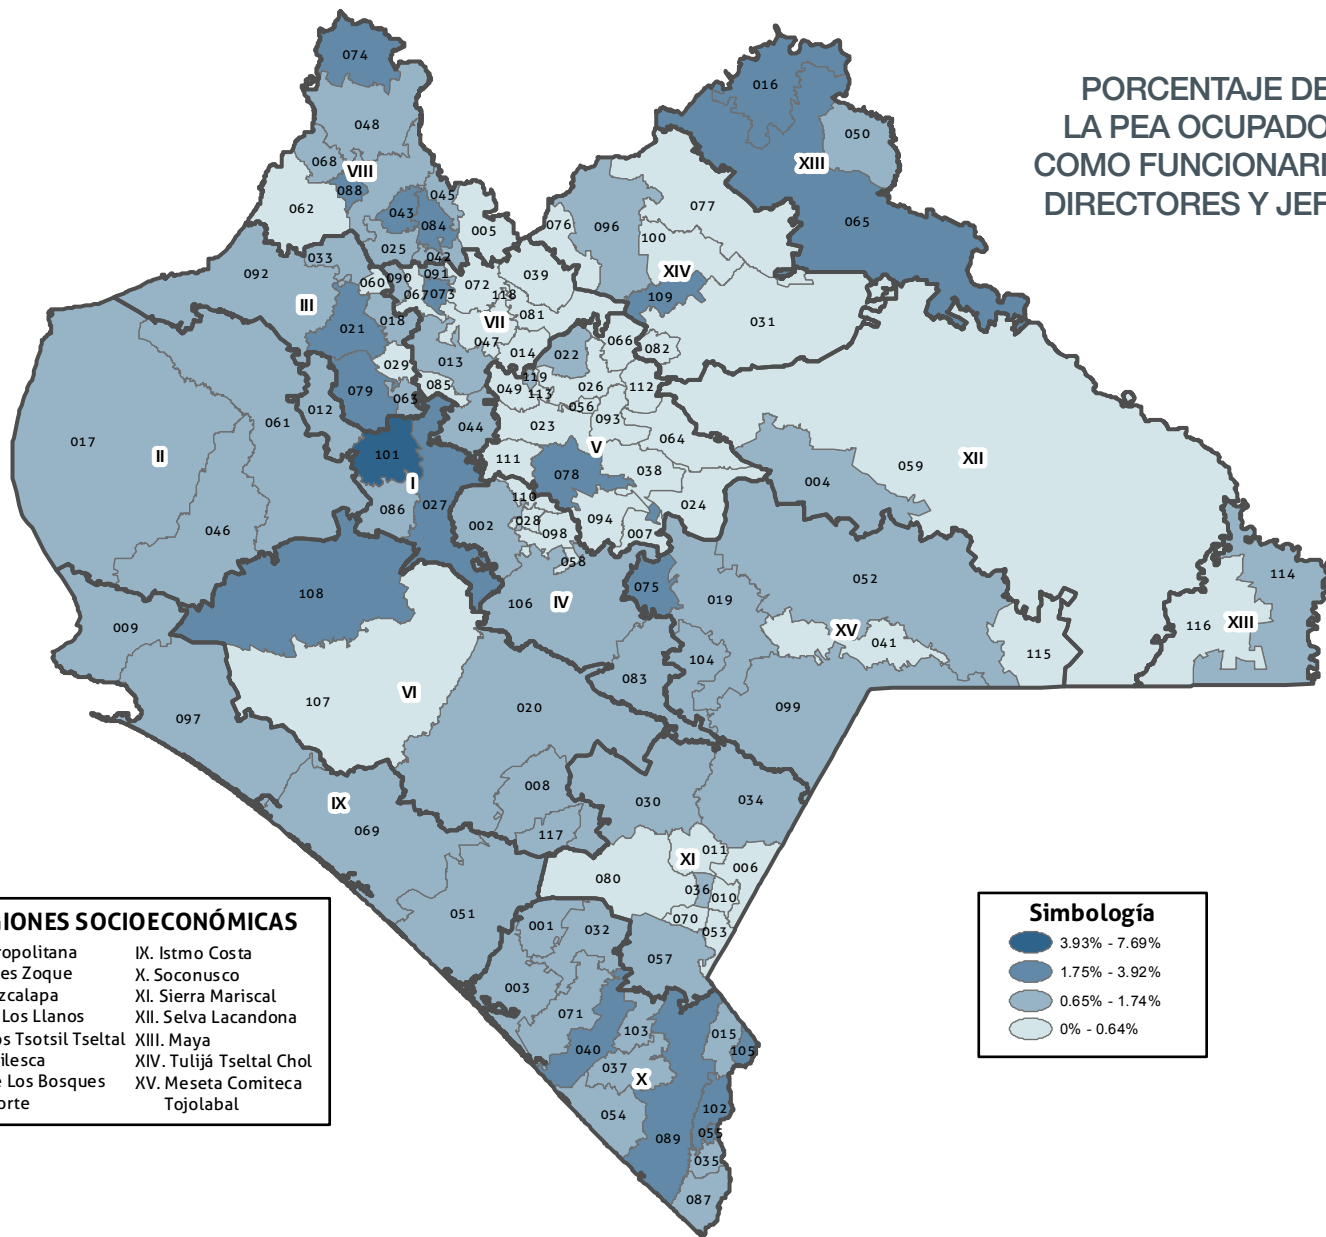 PORCENTAJE DE
LA PEA OCUPADO
COMO FUNCIONARI
DIRECTORES Y JEF
074
016
048
050
068
VIII
XIII
088
045
062
043
084
077
065
005
076
096
025
100
042
033
092
039
XIV
091
090
060
072
067
073
118
109
III
081
018
VII
031
021
047
066
082
014
022
013
029
119
085
049
026
112
079
113
063
056
012
061
044
023
093
064
017
V
II
101
111
038
059
XII
078
004
I
110
027
086
024
002
028
094
046
098
007
058
108
075
052
114
106
IV
019
009
116
XIII
XV
041
115
104
083
VI
107
020
099
097
008
IX
030
034
069
117
011
XI
006
080
036
010
051
070
053
001
032
057
003
071
103
015
040
105
037
X
102
054
055
089
035
087
GIONES SOCIOECONÓMICAS
ropolitana
es Zoque
zcalapa
Los Llanos
os Tsotsil Tseltal
ilesca
e Los Bosques
orte
IX. Istmo Costa
X. Soconusco
XI. Sierra Mariscal
XII. Selva Lacandona
XIII. Maya
XIV. Tulijá Tseltal Chol
XV. Meseta Comiteca
Tojolabal
Simbología
3.93% - 7.69%
1.75% - 3.92%
0.65% - 1.74%
0% - 0.64%